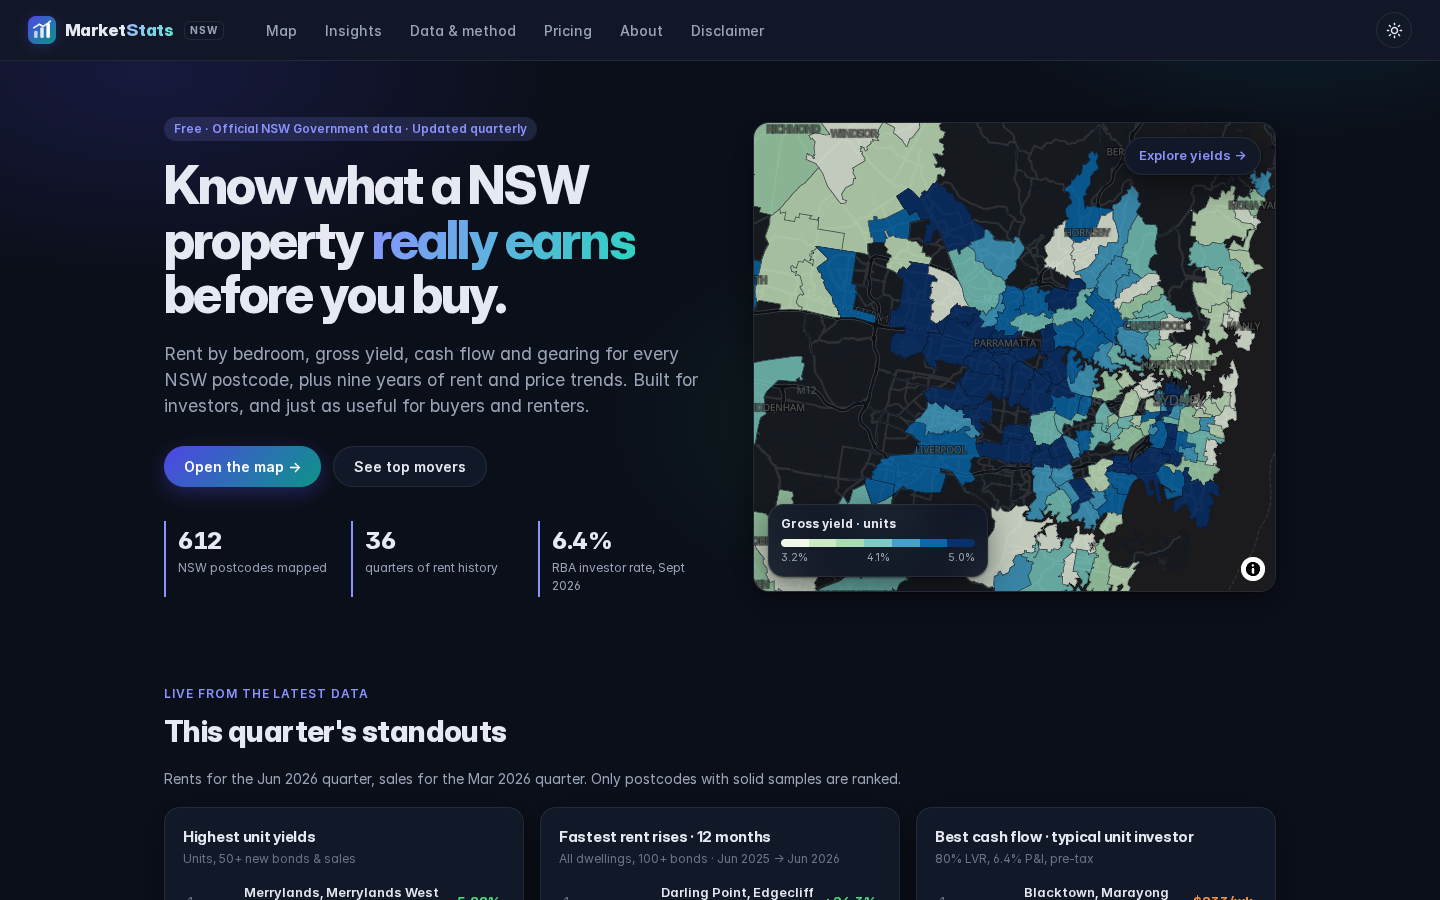 MarketStats NSW Map Insights Data & method Pricing About Disclaimer
Free · Official NSW Government data · Updated quarterly
Know what a NSW
property really earns
before you buy.
Rent by bedroom, gross yield, cash flow and gearing for every
NSW postcode, plus nine years of rent and price trends. Built for
investors, and just as useful for buyers and renters.
Open the map →
See top movers
612
NSW postcodes mapped
36
quarters of rent history
6.4%
RBA investor rate, Sept
2026
RICHMOND
WINDSOR
Explore yields →
HORNSBY
PARRAMATTA
CHATSWOOD
M12
SYDNEY
LIVERPOOL
Gross yield · units
3.2% 4.1% 5.0%
LIVE FROM THE LATEST DATA
This quarter's standouts
Rents for the Jun 2026 quarter, sales for the Mar 2026 quarter. Only postcodes with solid samples are ranked.
Highest unit yields
Units, 50+ new bonds & sales
Merrylands, Merrylands West
Fastest rent rises · 12 months
All dwellings, 100+ bonds · Jun 2025 → Jun 2026
Darling Point, Edgecliff
Best cash flow · typical unit investor
80% LVR, 6.4% P&I, pre-tax
Blacktown, Marayong